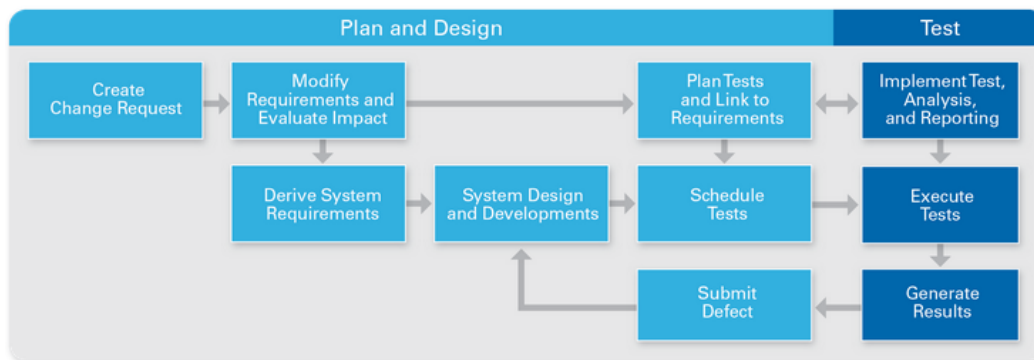 Plan and Design
Test
Create
Change Request
Modify
Requirements and
Evaluate Impact
Plan Tests
and Link to
Requirements
Implement Test,
Analysis,
and Reporting
Derive System
Requirements
System Design
and Developments
Schedule
Tests
Execute
Tests
Submit
Defect
Generate
Results